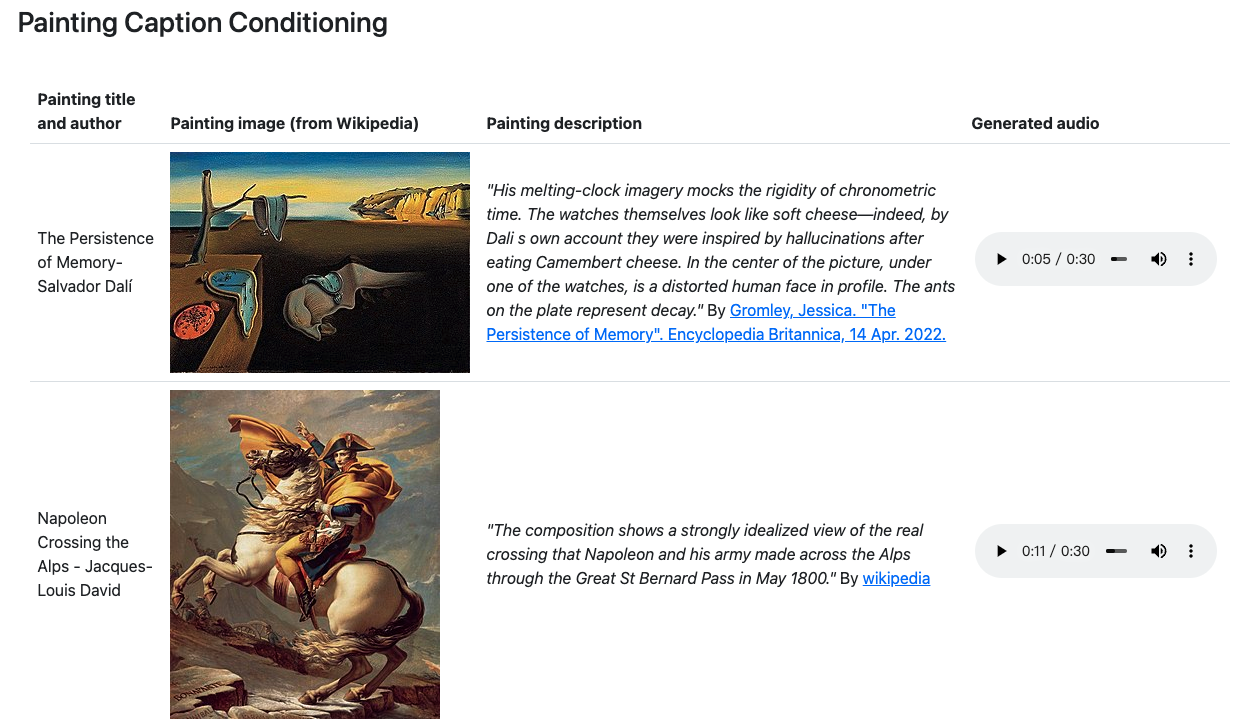 Painting Caption Conditioning
Painting title
and author
Painting image (from Wikipedia)
Painting description
Generated audio
The Persistence
of Memory-
Salvador Dalí
"His melting-clock imagery mocks the rigidity of chronometric
time. The watches themselves look like soft cheese—indeed, by
Dali s own account they were inspired by hallucinations after
eating Camembert cheese. In the center of the picture, under
one of the watches, is a distorted human face in profile. The ants
on the plate represent decay." By Gromley, Jessica. "The
Persistence of Memory". Encyclopedia Britannica, 14 Apr. 2022.
0:05 / 0:30
Napoleon
Crossing the
Alps - Jacques-
Louis David
"The composition shows a strongly idealized view of the real
crossing that Napoleon and his army made across the Alps
through the Great St Bernard Pass in May 1800." By wikipedia
0:11 / 0:30